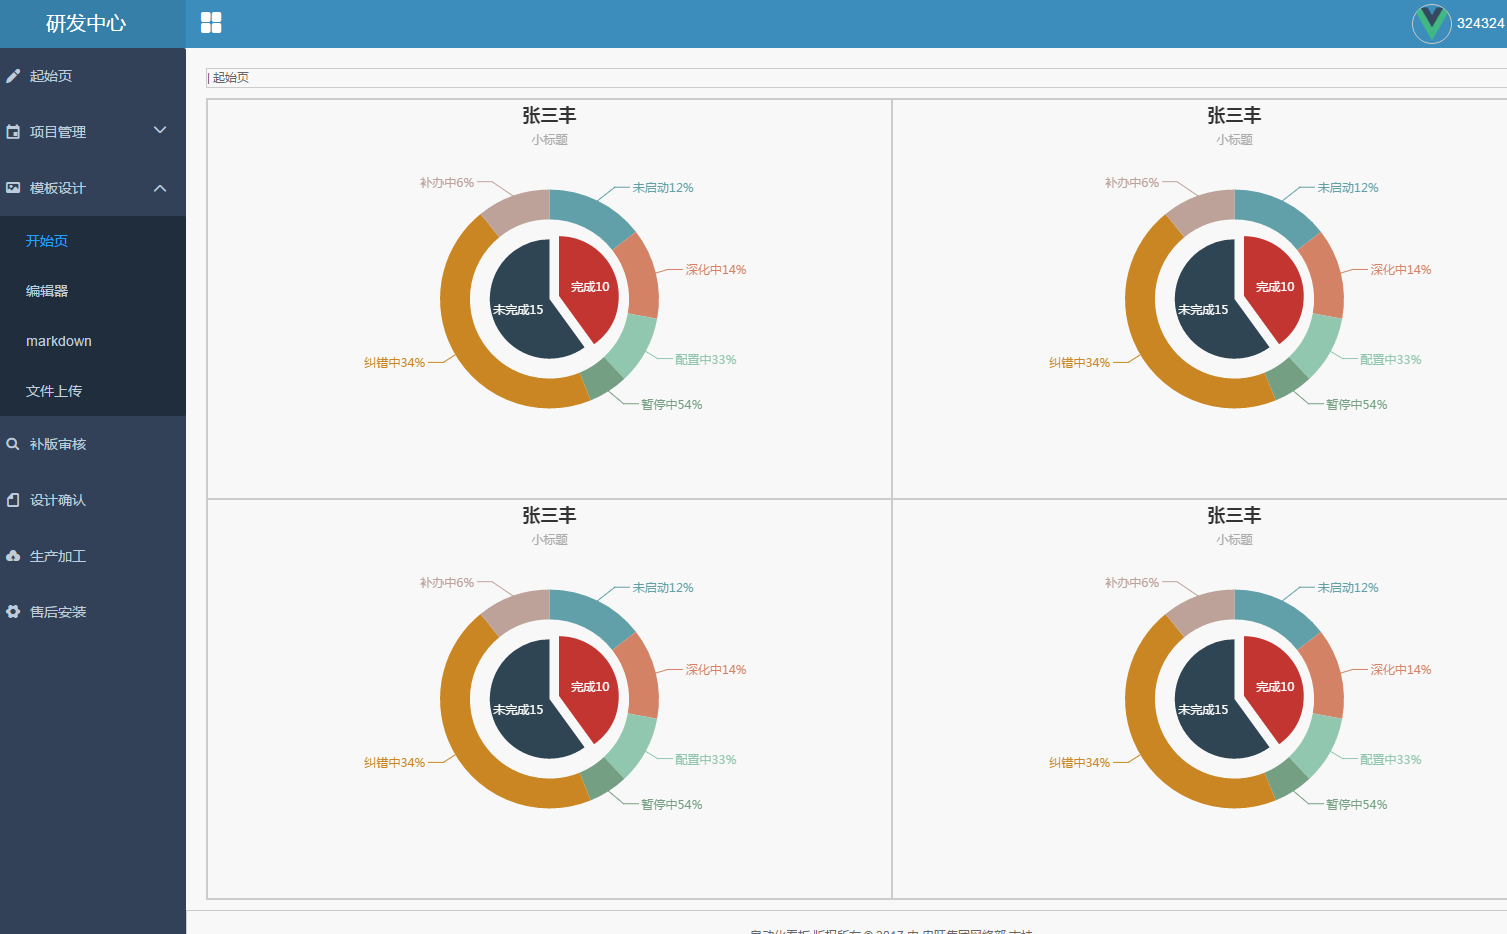 研发中心
324324
起始页
项目管理
模板设计
开始页
编辑器
markdown
文件上传
补版审核
设计确认
生产加工
售后安装
| 起始页
张三丰
小标题
补办中6%
未启动12%
深化中14%
完成10
未完成15
配置中33%
纠错中34%
暂停中54%
张三丰
小标题
补办中6%
未启动12%
深化中14%
完成10
未完成15
配置中33%
纠错中34%
暂停中54%
张三丰
小标题
补办中6%
未启动12%
深化中14%
完成10
未完成15
配置中33%
纠错中34%
暂停中54%
张三丰
小标题
补办中6%
未启动12%
深化中14%
完成10
未完成15
配置中33%
纠错中34%
暂停中54%